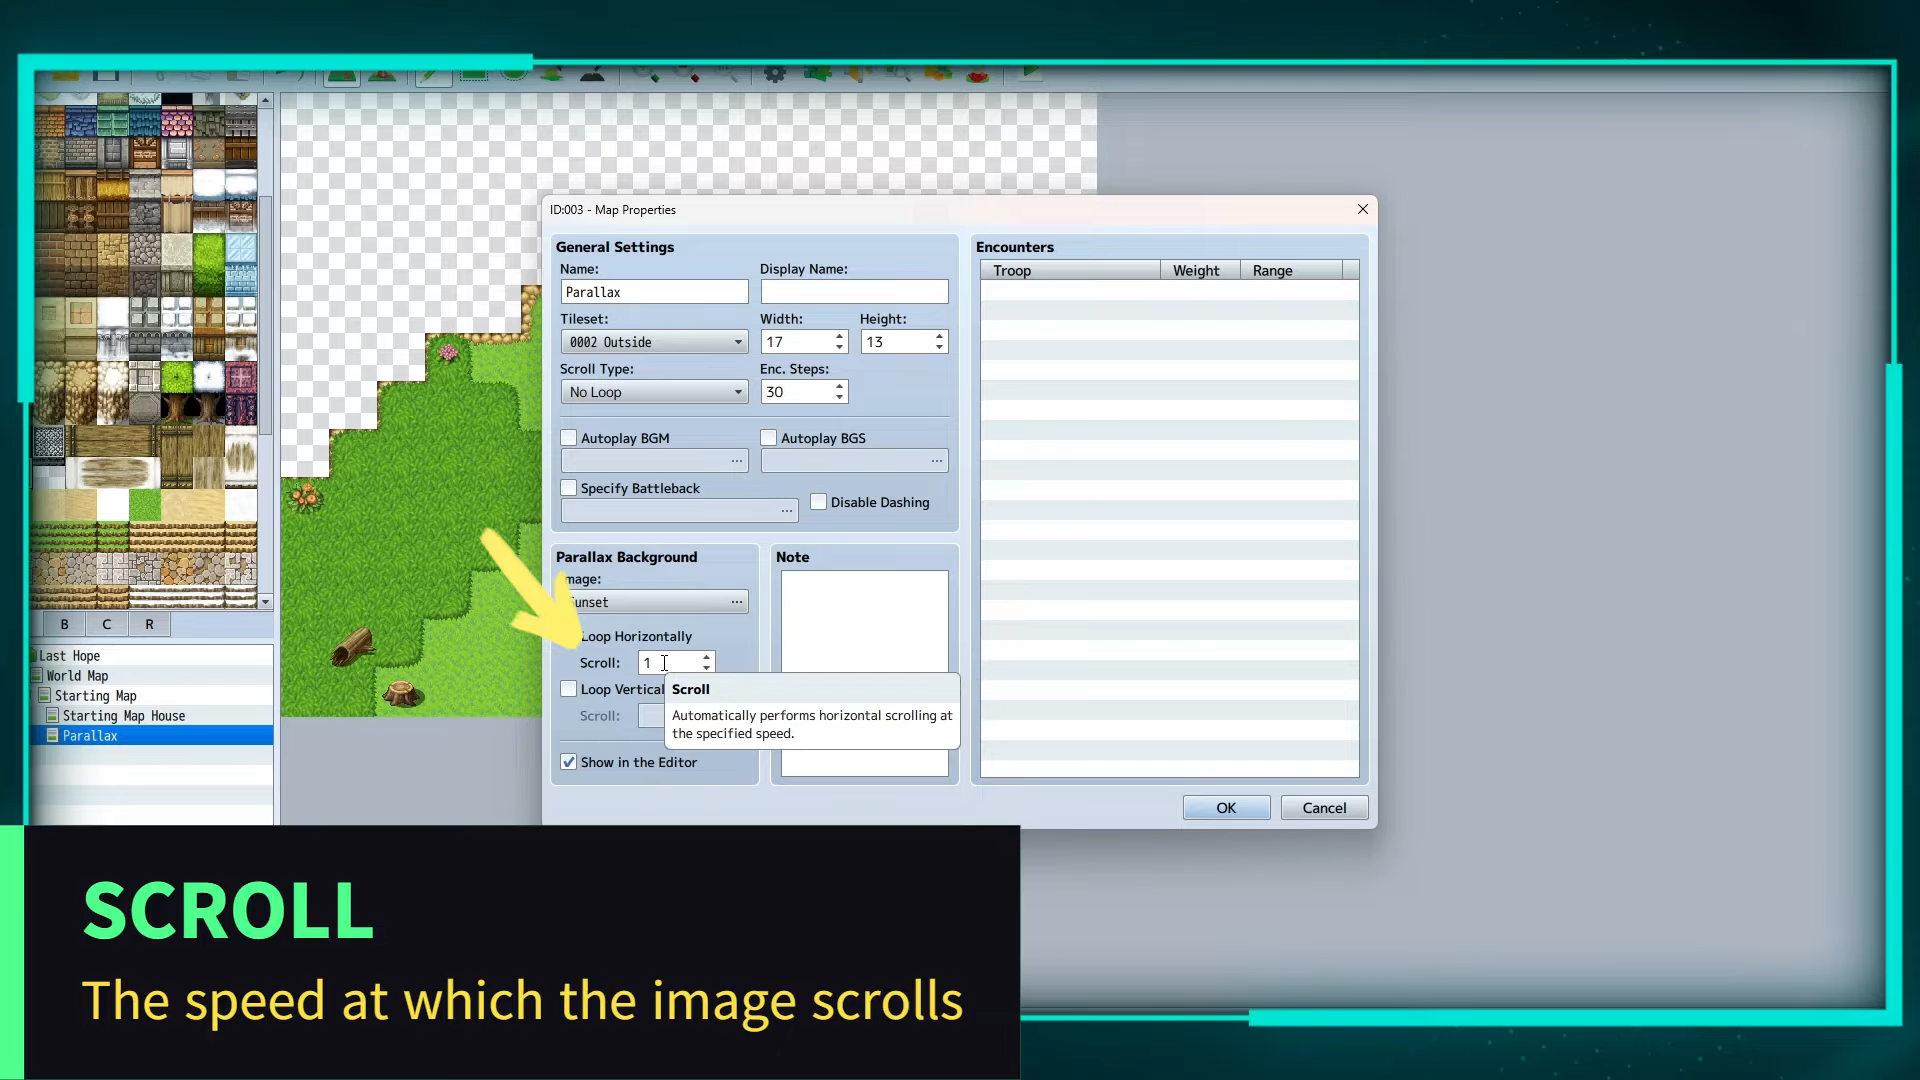 ID:003 - Map Properties
General Settings
Name:
Display Name:
Parallax
Tileset:
Width:
Height:
0002 Outside
17
13
Scroll Type:
Enc. Steps:
No Loop
30
Autoplay BGM
Autoplay BGS
...
...
Specify Battleback
Disable Dashing
...
Encounters
Troop
Weight
Range
Parallax Background
mage:
unset
...
Loop Horizontally
Scroll:
1
Loop Vertical
Scroll:
Show in the Editor
Note
Scroll
Automatically performs horizontal scrolling at
the specified speed.
OK
Cancel
B
C
R
Last Hope
World Map
Starting Map
Starting Map House
Parallax
SCROLL
The speed at which the image scrolls